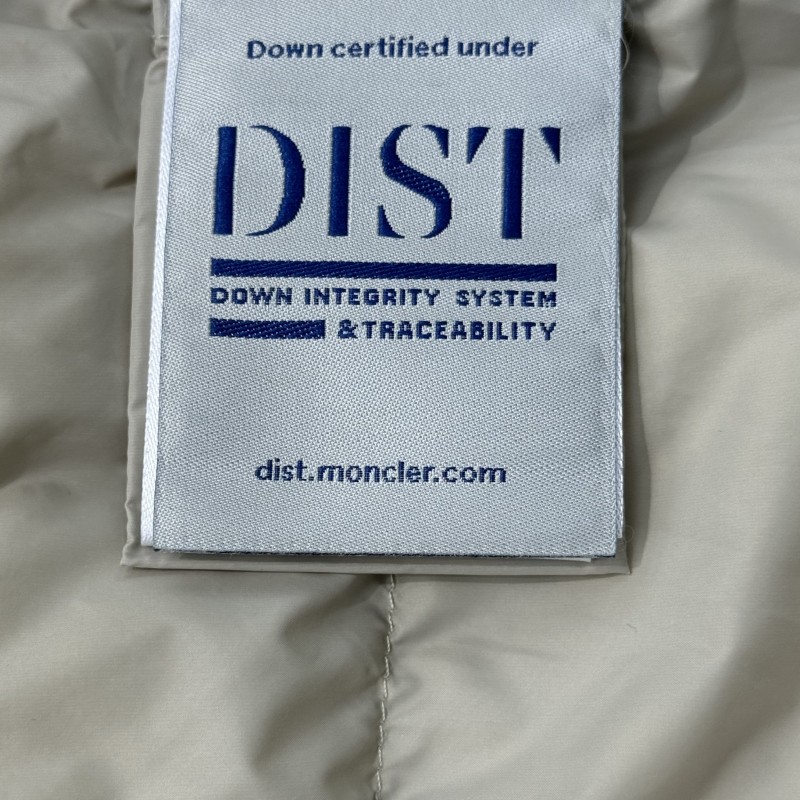 Down certified under
DIST
DOWN INTEGRITY SYSTEM
&TRACEABILITY
dist.moncler.com